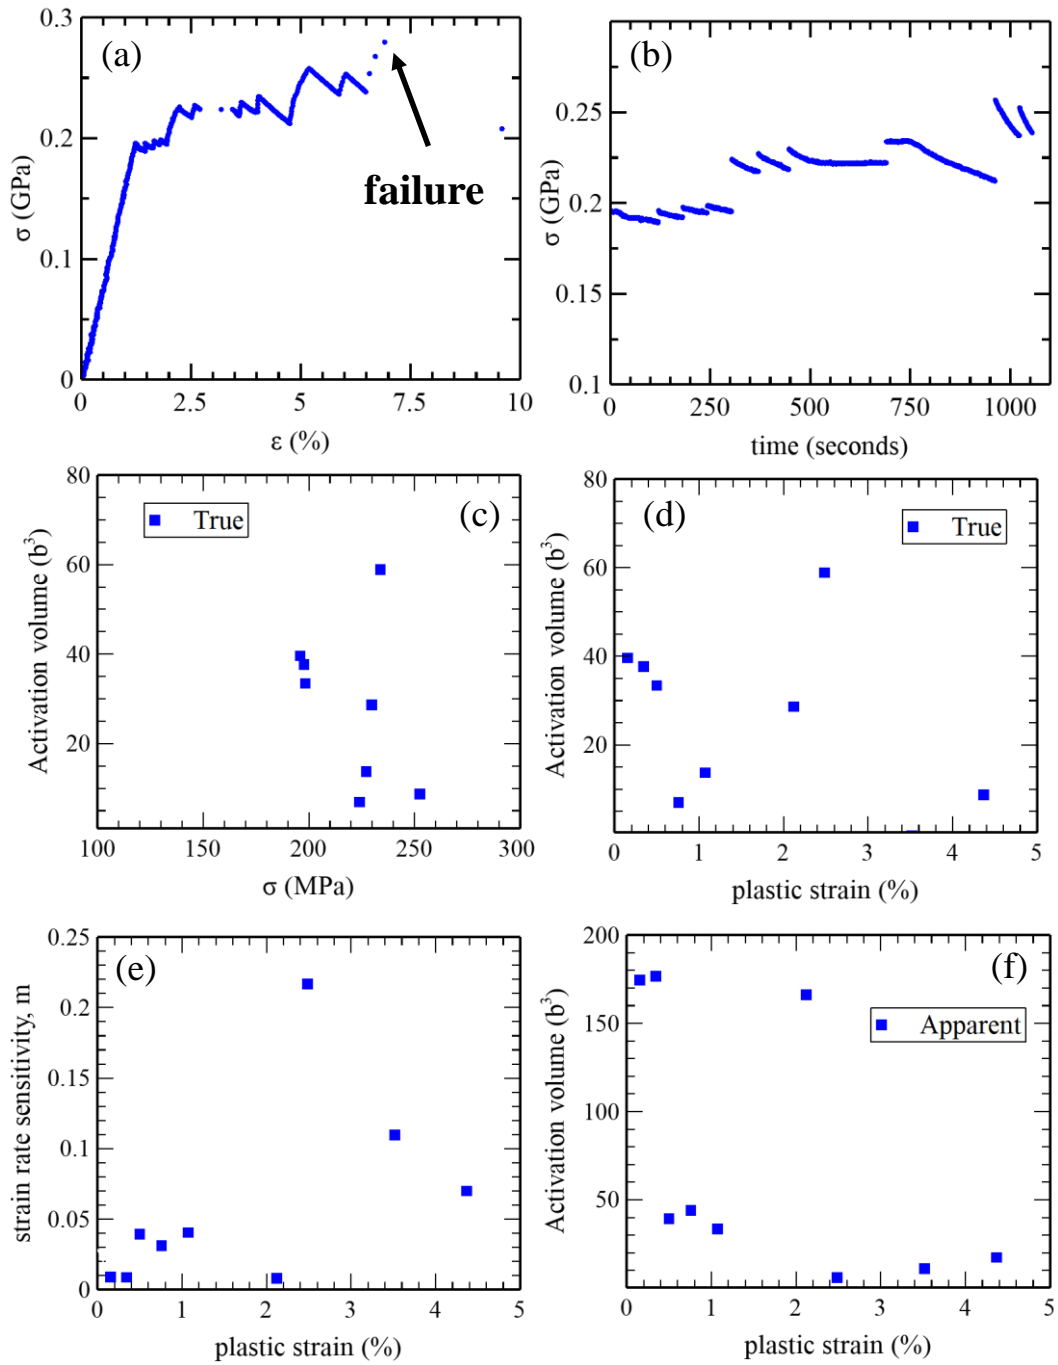 (a)
0.3
0.2
0.1
0
σ (GPa)
failure
0 2.5 5 7.5 10
ε (%)
(b)
0.25
0.2
0.15
0.1
σ (GPa)
0 250 500 750 1000
time (seconds)
80
60
40
20
Activation volume (b³)
True
(c)
100 150 200 250 300
σ (MPa)
80
60
40
20
0
Activation volume (b³)
(d)
True
0 1 2 3 4 5
plastic strain (%)
0.25
0.2
0.15
0.1
0.05
0
strain rate sensitivity, m
(e)
0 1 2 3 4 5
plastic strain (%)
200
150
100
50
Activation volume (b³)
(f)
Apparent
0 1 2 3 4 5
plastic strain (%)